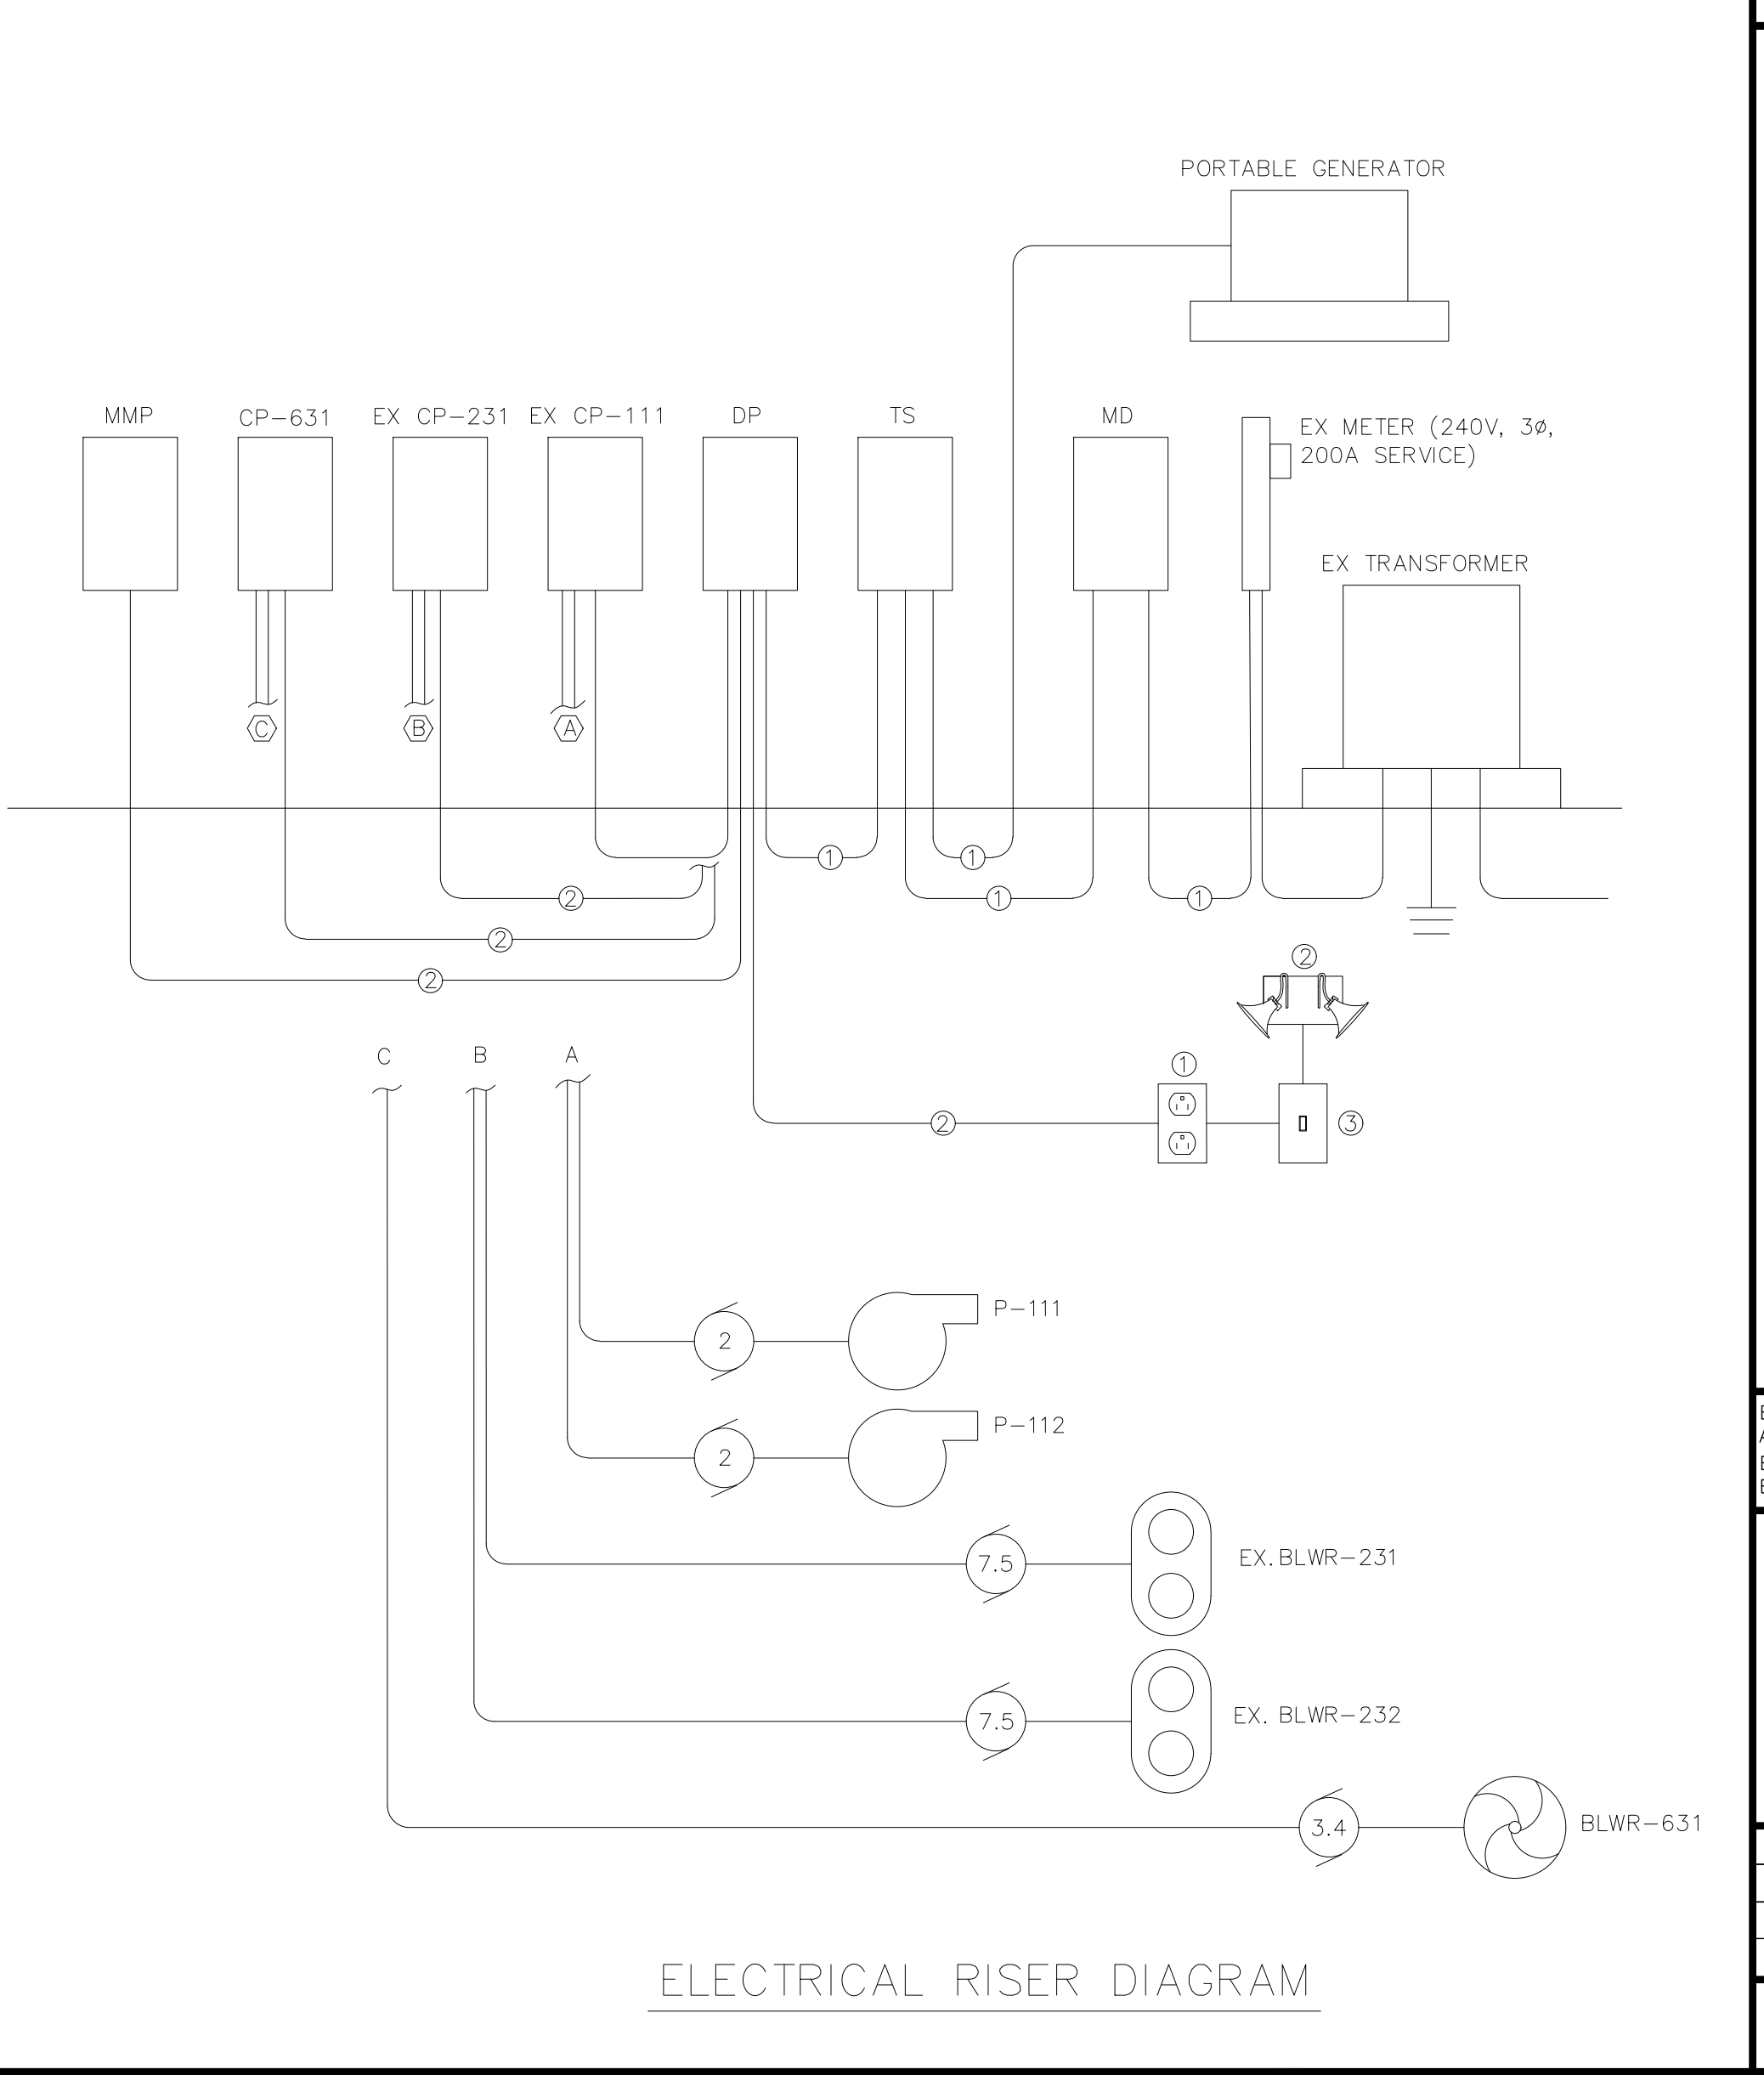 PORTABLE GENERATOR
MMP
CP-631
EX CP-231
EX CP-111
DP
TS
MD
EX METER (240V, 3ø,
200A SERVICE)
EX TRANSFORMER
C
B
A
1
1
2
1
1
2
2
2
C
B
A
1
2
3
P-111
2
P-112
2
7.5
EX. BLWR-231
7.5
EX. BLWR-232
3.4
BLWR-631
ELECTRICAL RISER DIAGRAM